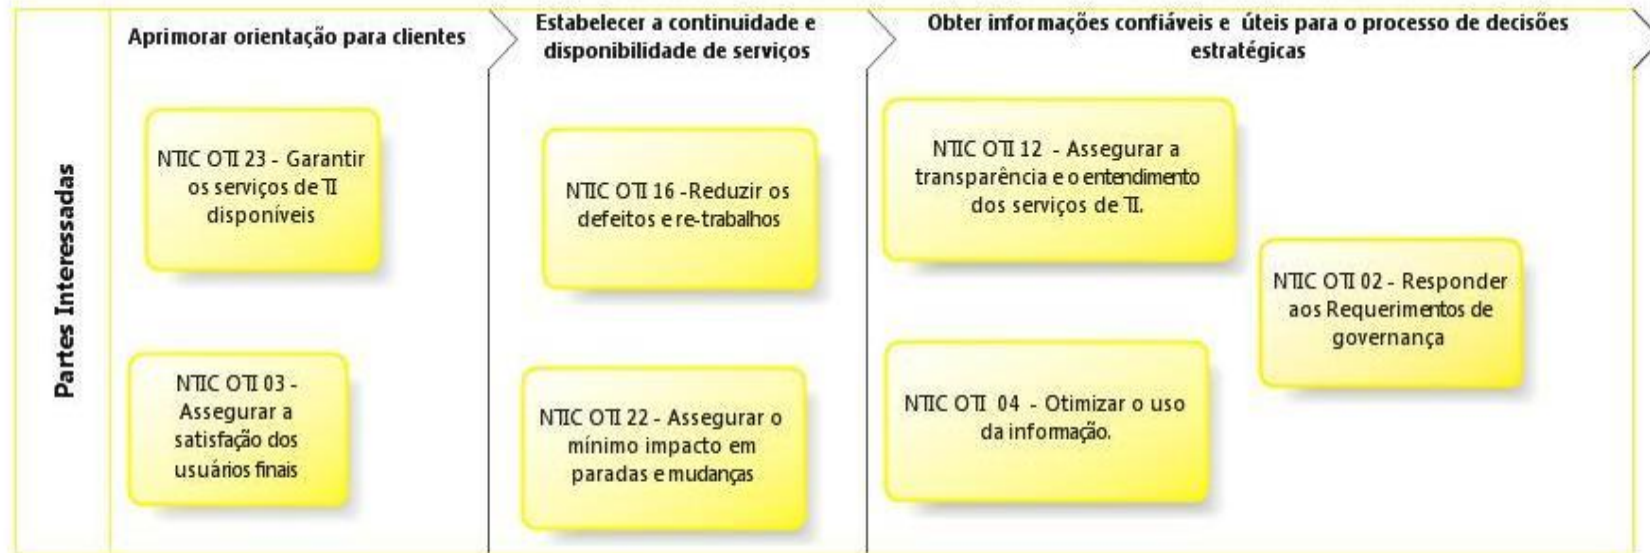 Aprimorar orientação para clientes
Estabelecer a continuidade e
disponibilidade de serviços
Obter informações confiáveis e úteis para o processo de decisões
estratégicas
Partes Interessadas
NTIC OTI 23 - Garantir
os serviços de TI
disponíveis
NTIC OTI 03 -
Assegurar a
satisfação dos
usuários finais
NTIC OTI 16 -Reduzir os
defeitos e re-trabalhos
NTIC OTI 22 - Assegurar o
mínimo impacto em
paradas e mudanças
NTIC OTI 12 - Assegurar a
transparência e o entendimento
dos serviços de TI.
NTIC OTI 04 - Otimizar o uso
da informação.
NTIC OTI 02 - Responder
aos Requerimentos de
governança